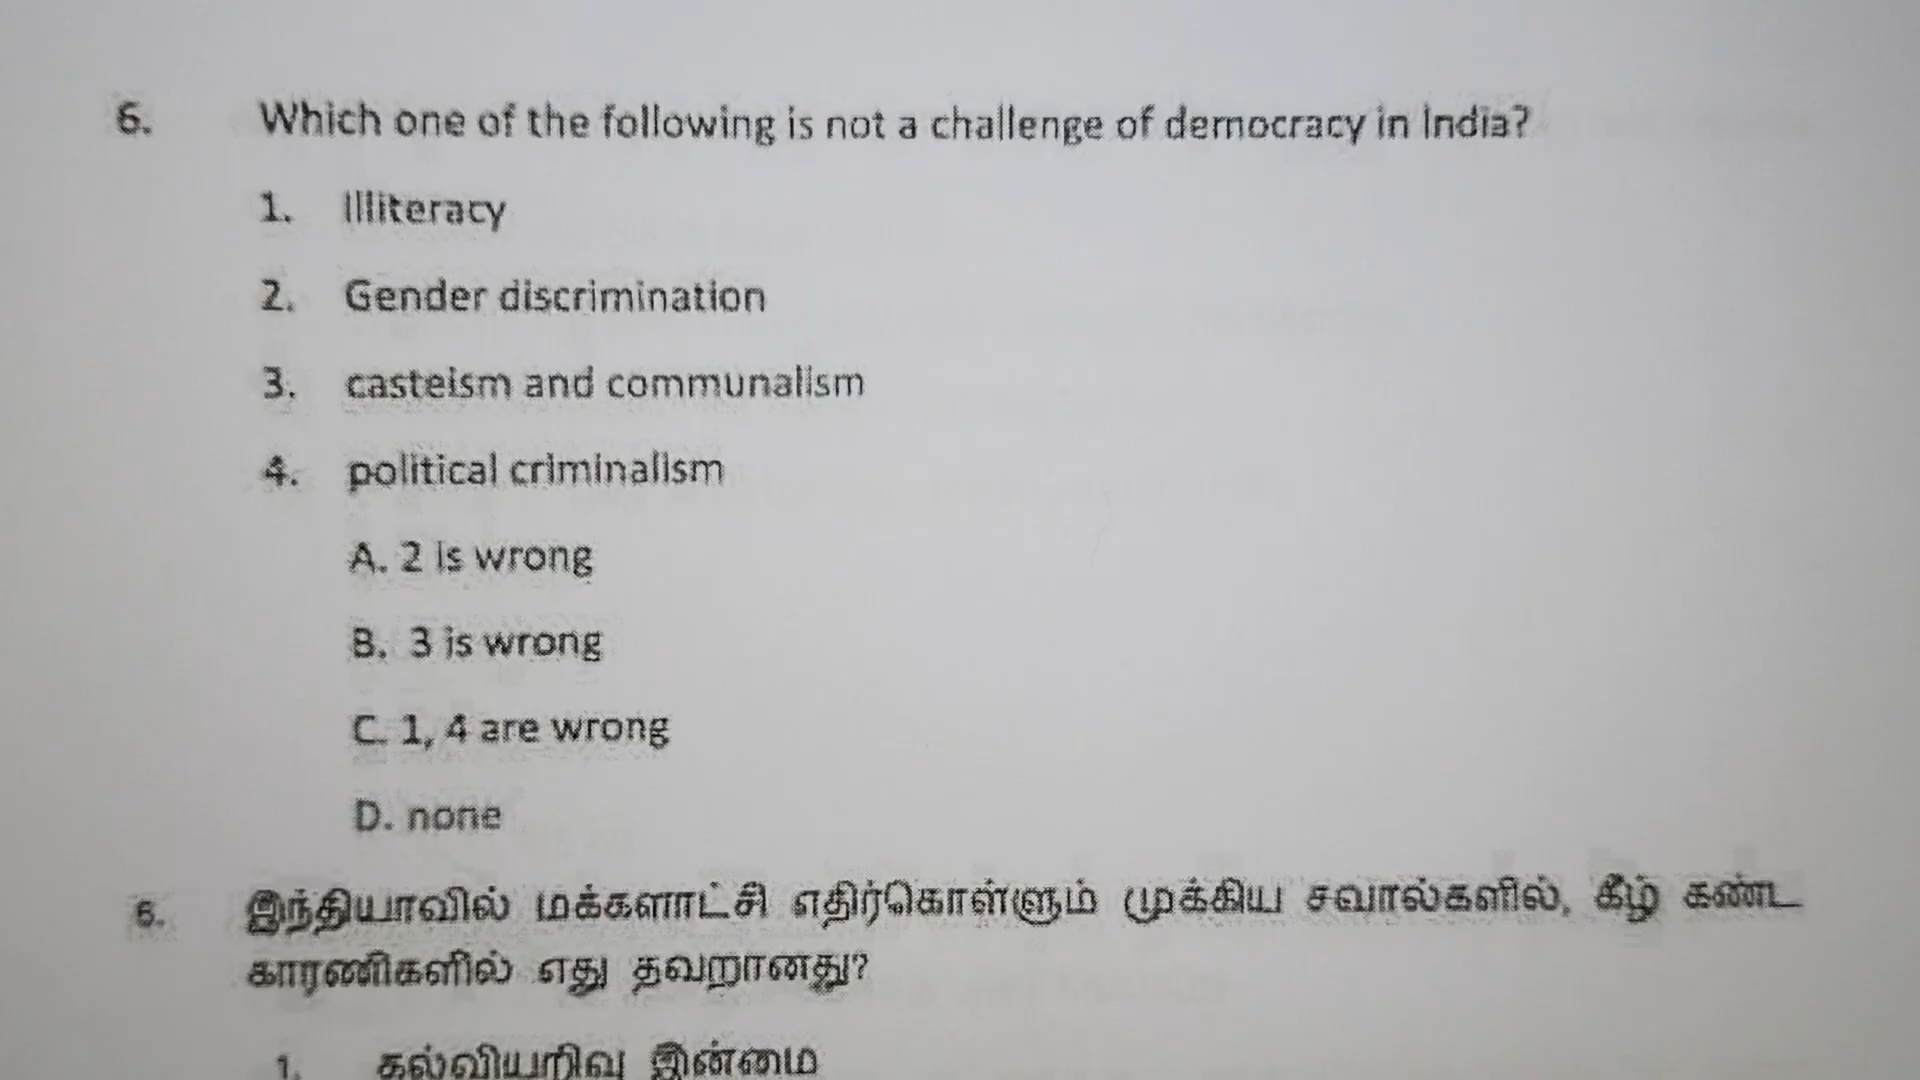 6. Which one of the following is not a challenge of democracy in India?
1. Illiteracy
2. Gender discrimination
3. casteism and communalism
4. political criminalism
A. 2 is wrong
B. 3 is wrong
C. 1, 4 are wrong
D. none
6. இந்தியாவில் மக்களாட்சி எதிர்கொள்ளும் முக்கிய சவால்களில், கீழ் கண்ட
காரணிகளில் எது தவறானது?
1. கல்வியறிவு இன்மை